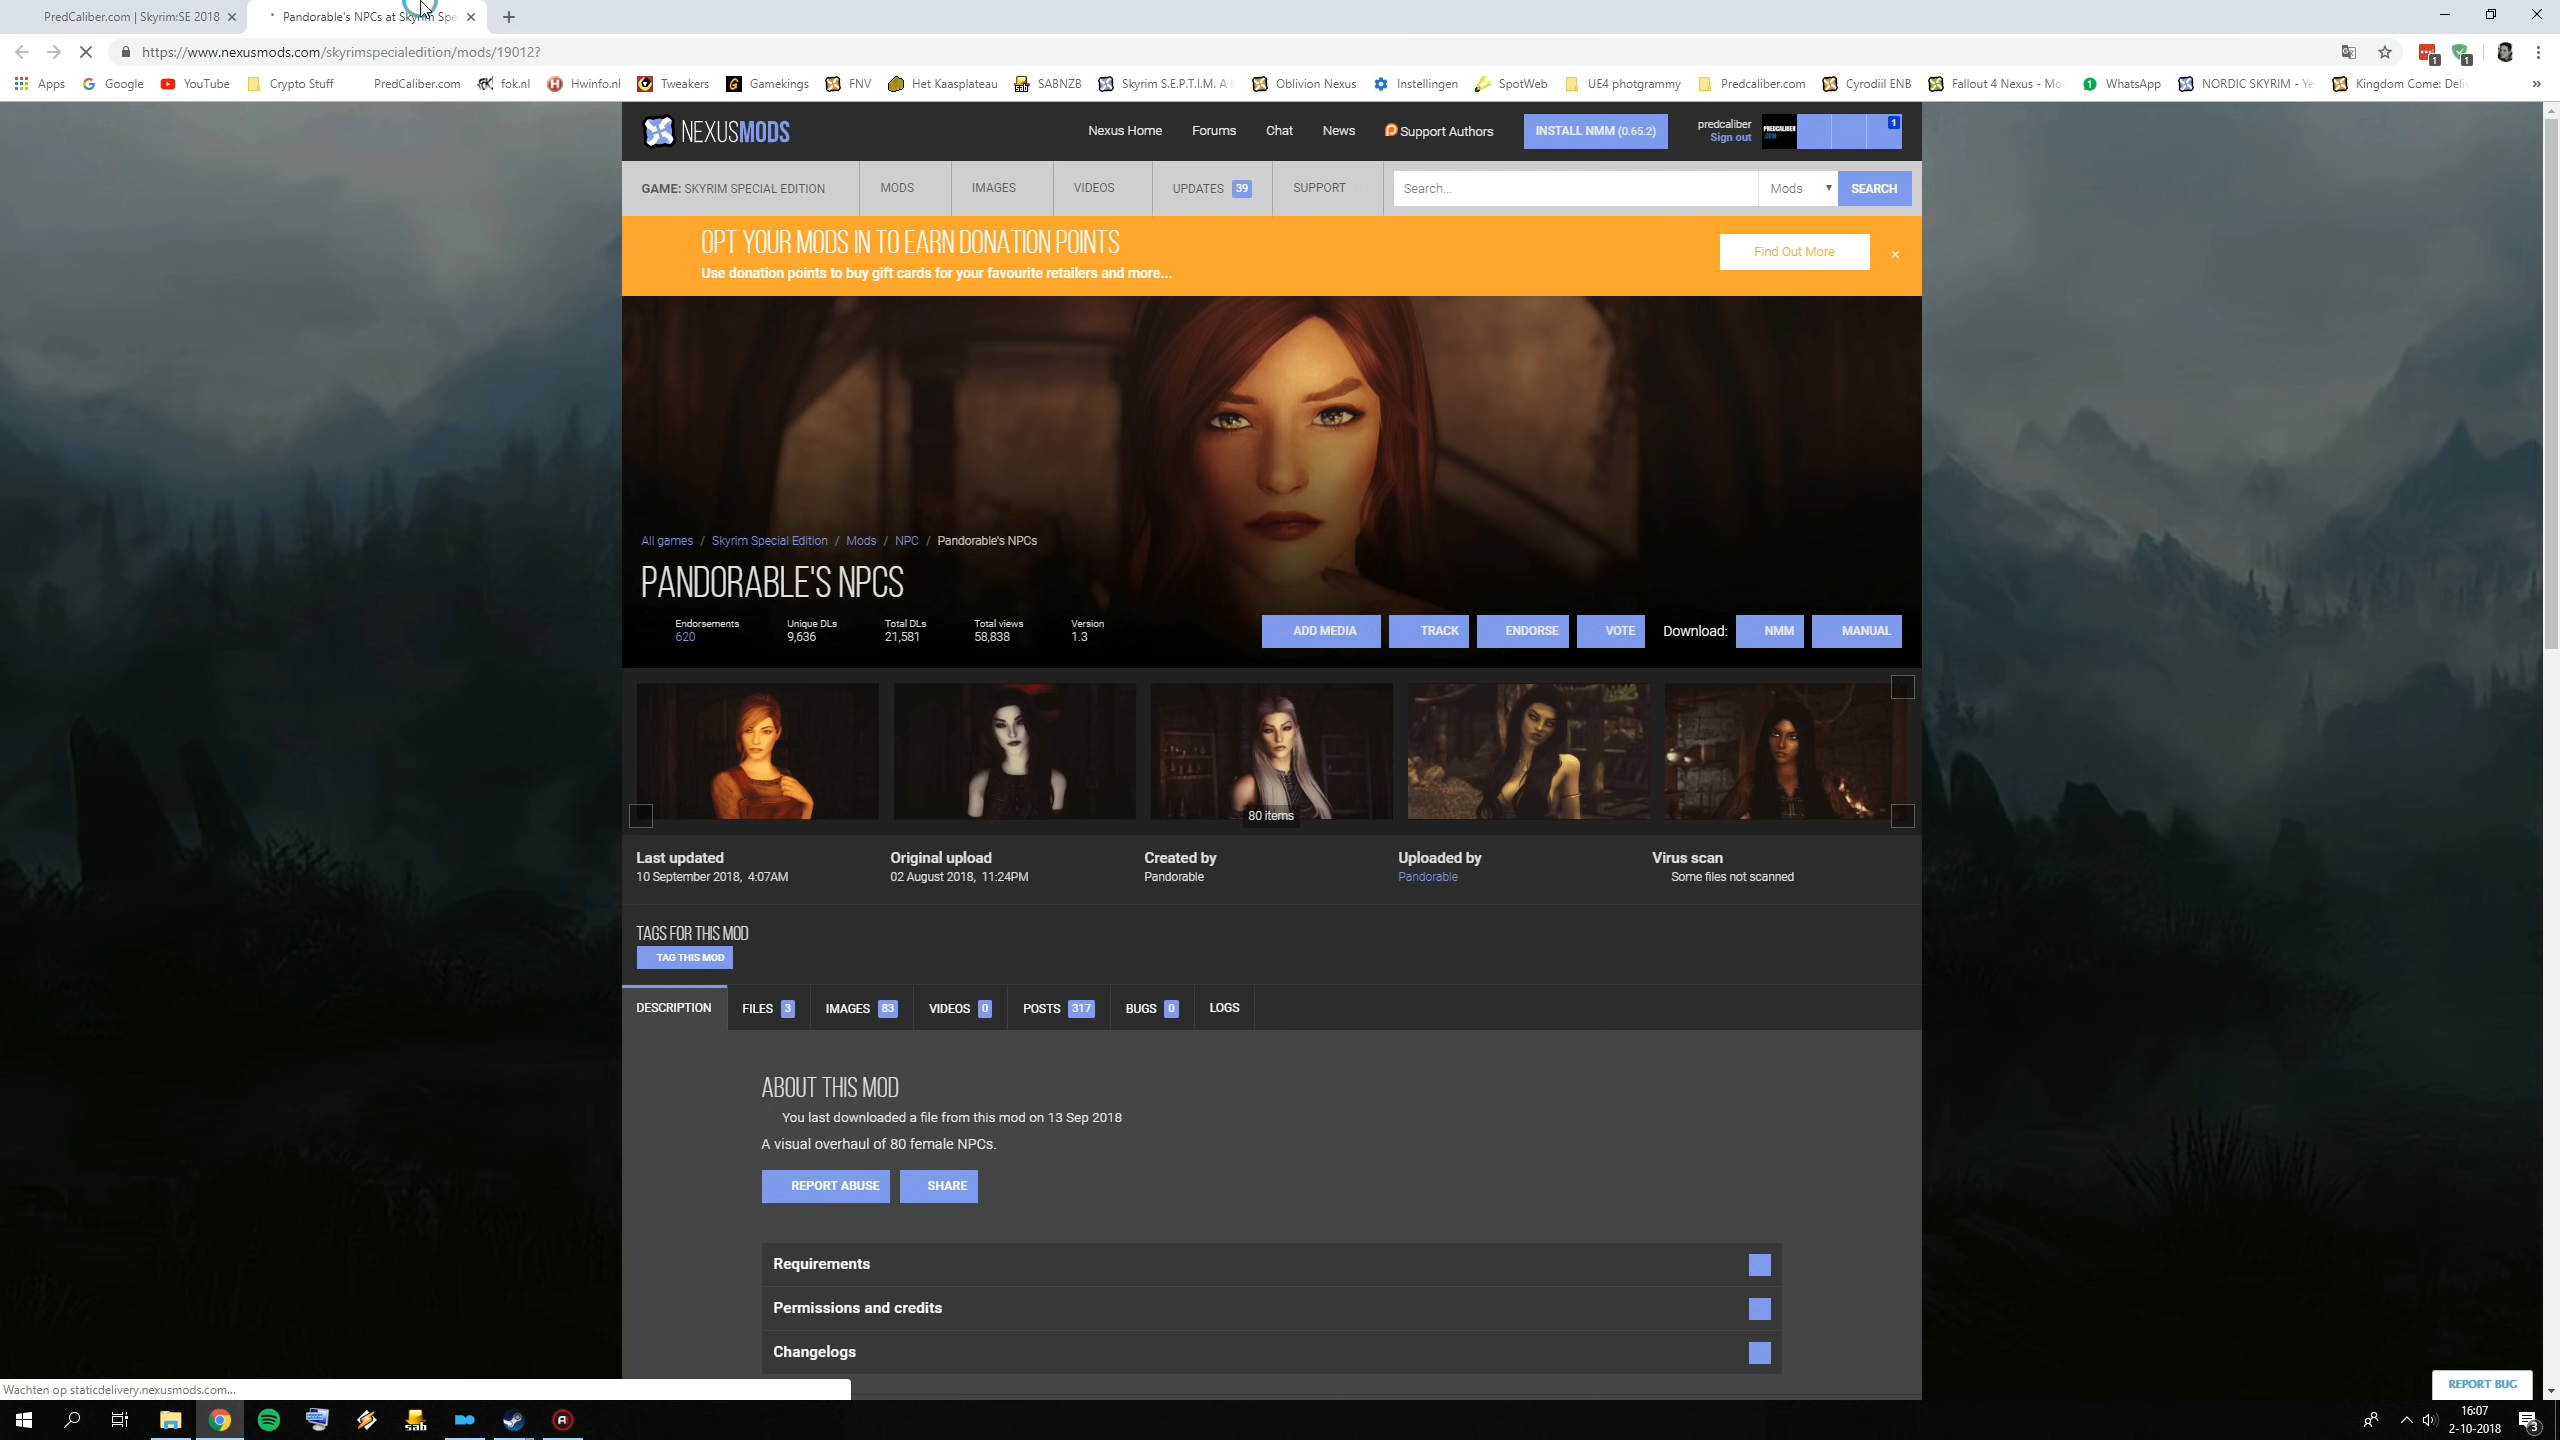 PredCaliber.com | Skyrim:SE 2018
Pandorable's NPCs at Skyrim Spe
https://www.nexusmods.com/skyrimspecialedition/mods/19012?
1
1
Apps Google YouTube Crypto Stuff PredCaliber.com fok.nl Hwinfo.nl Tweakers Gamekings FNV Het Kaasplateau SABNZB Skyrim S.E.P.T.I.M. A Oblivion Nexus Instellingen SpotWeb UE4 photgrammy Predcaliber.com Cyrodiil ENB Fallout 4 Nexus - Mo WhatsApp NORDIC SKYRIM - Ye Kingdom Come: Deli »
NEXUSMODS
Nexus Home Forums Chat News Support Authors INSTALL NMM (0.65.2)
predcaliber
Sign out
PREDCALIBER
.COM
1
GAME: SKYRIM SPECIAL EDITION MODS IMAGES VIDEOS UPDATES 39 SUPPORT Search... Mods SEARCH
OPT YOUR MODS IN TO EARN DONATION POINTS
Use donation points to buy gift cards for your favourite retailers and more...
Find Out More ×
All games / Skyrim Special Edition / Mods / NPC / Pandorable's NPCs
PANDORABLE'S NPCS
Endorsements Unique DLs Total DLs Total views Version
620 9,636 21,581 58,838 1.3
ADD MEDIA TRACK ENDORSE VOTE Download: NMM MANUAL
80 items
Last updated Original upload Created by Uploaded by Virus scan
10 September 2018, 4:07AM 02 August 2018, 11:24PM Pandorable Pandorable Some files not scanned
TAGS FOR THIS MOD
TAG THIS MOD
DESCRIPTION FILES 3 IMAGES 83 VIDEOS 0 POSTS 317 BUGS 0 LOGS
ABOUT THIS MOD
You last downloaded a file from this mod on 13 Sep 2018
A visual overhaul of 80 female NPCs.
REPORT ABUSE SHARE
Requirements
Permissions and credits
Changelogs
Wachten op staticdelivery.nexusmods.com...
REPORT BUG
sab
16:07
2-10-2018
3